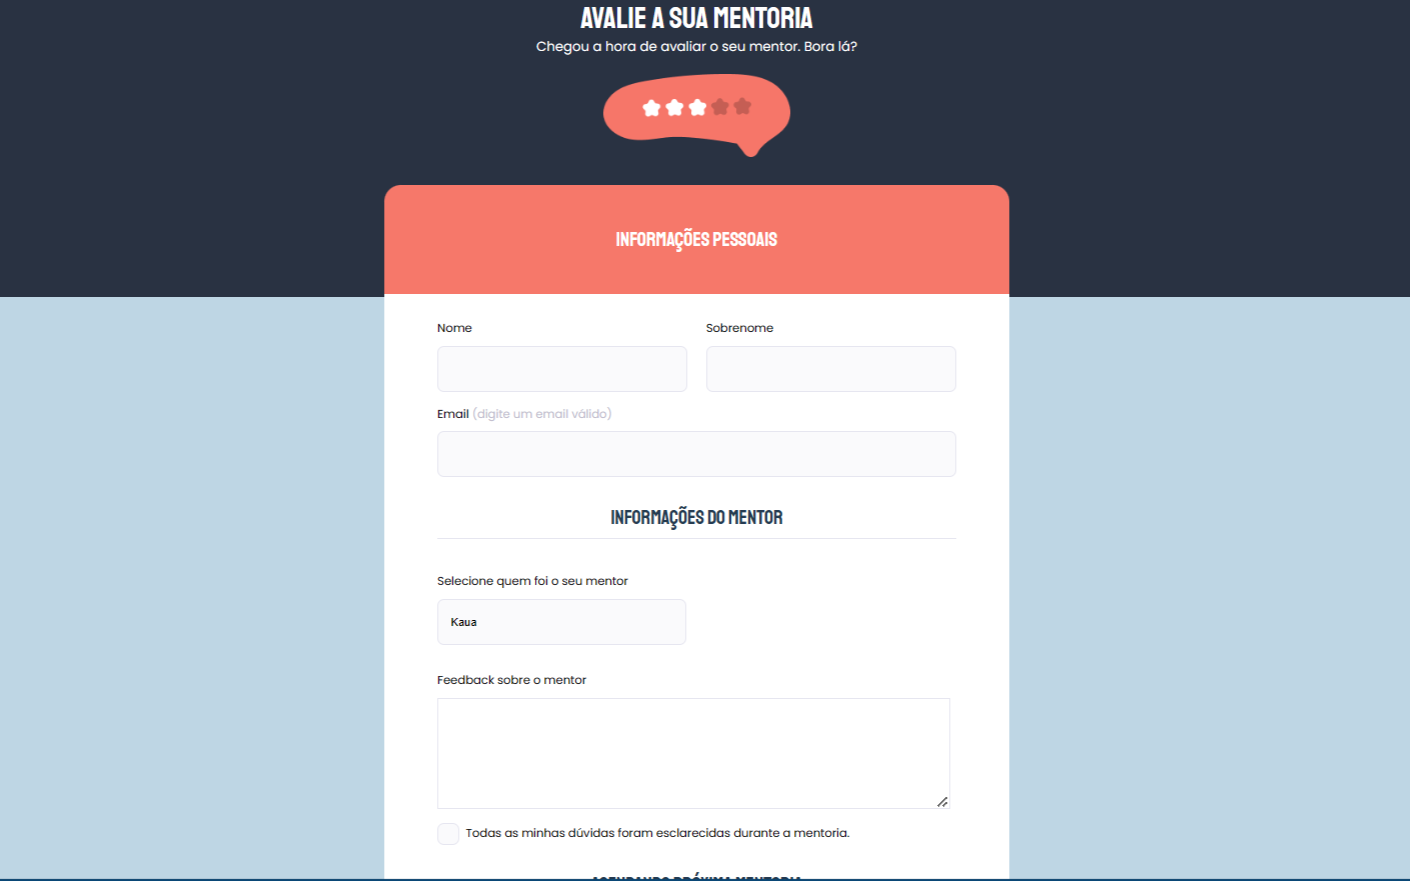 AVALIE A SUA MENTORIA
Chegou a hora de avaliar o seu mentor. Bora lá?
INFORMAÇÕES PESSOAIS
Nome
Sobrenome
Email (digite um email válido)
INFORMAÇÕES DO MENTOR
Selecione quem foi o seu mentor
Kaua
Feedback sobre o mentor
Todas as minhas dúvidas foram esclarecidas durante a mentoria.